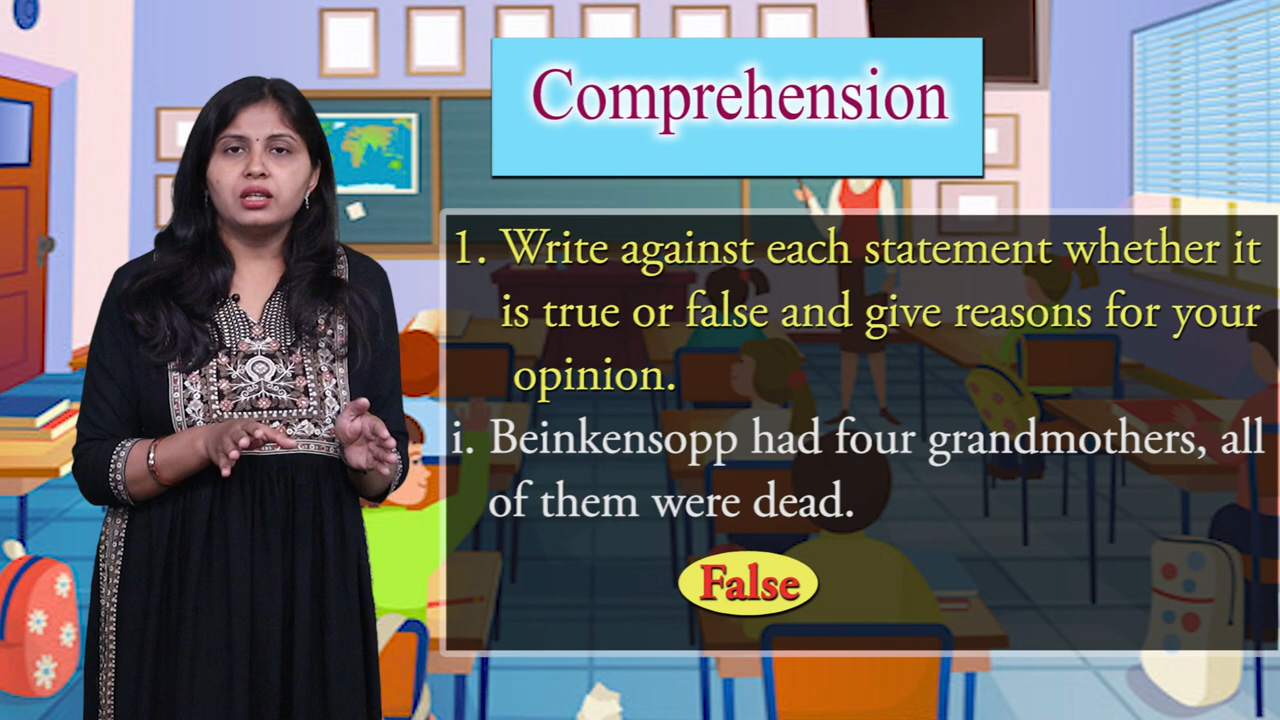 Comprehension
1. Write against each statement whether it
is true or false and give reasons for your
opinion.
i. Beinkensopp had four grandmothers, all
of them were dead.
False